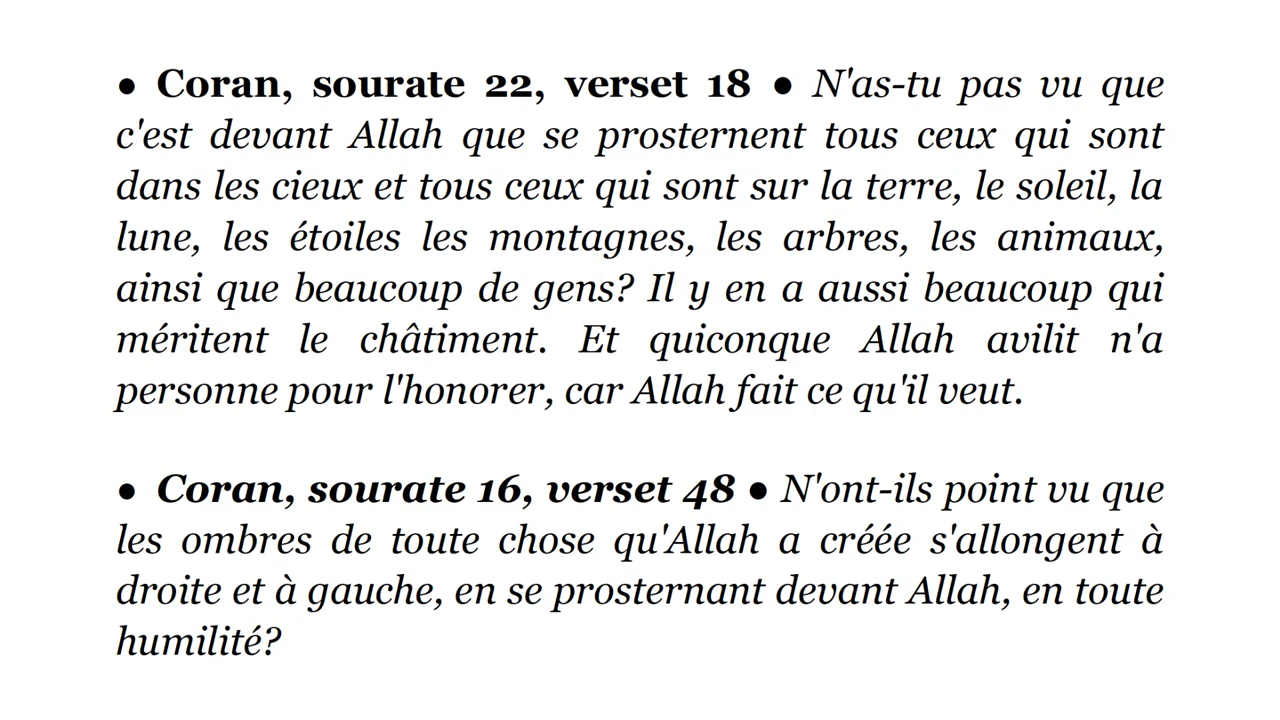 ● Coran, sourate 22, verset 18 ● N'as-tu pas vu que
c'est devant Allah que se prosternent tous ceux qui sont
dans les cieux et tous ceux qui sont sur la terre, le soleil, la
lune, les étoiles les montagnes, les arbres, les animaux,
ainsi que beaucoup de gens? Il y en a aussi beaucoup qui
méritent le châtiment. Et quiconque Allah avilit n'a
personne pour l'honorer, car Allah fait ce qu'il veut.
● Coran, sourate 16, verset 48 ● N'ont-ils point vu que
les ombres de toute chose qu'Allah a créée s'allongent à
droite et à gauche, en se prosternant devant Allah, en toute
humilité?